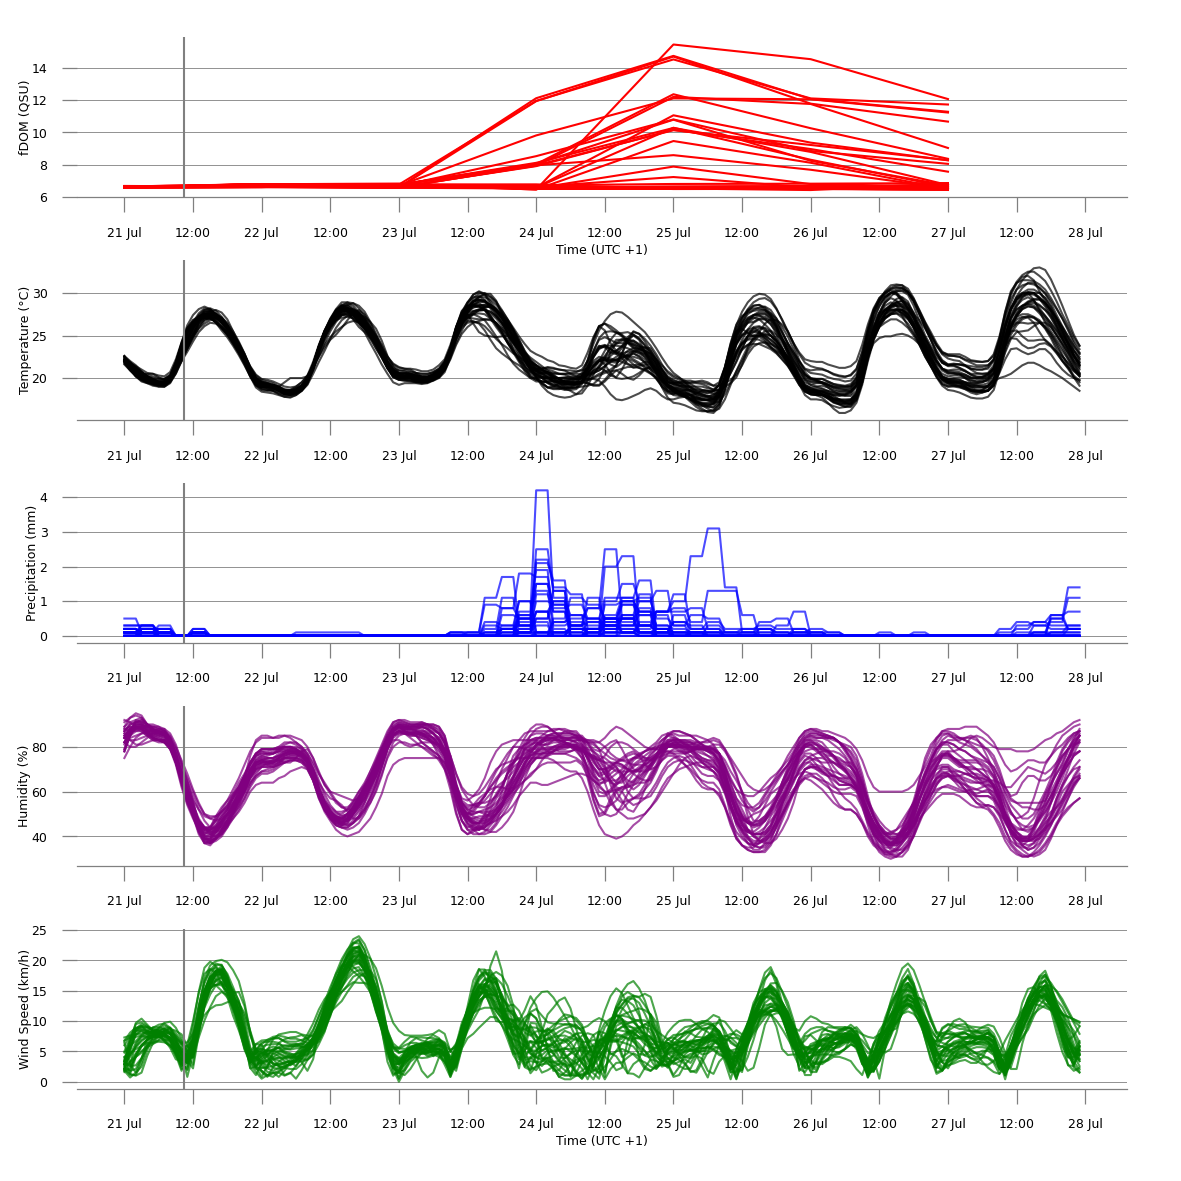 14
12
10
8
6
fDOM (QSU)
21 Jul 12:00 22 Jul 12:00 23 Jul 12:00 24 Jul 12:00 25 Jul 12:00 26 Jul 12:00 27 Jul 12:00 28 Jul
Time (UTC +1)
30
25
20
Temperature (°C)
21 Jul 12:00 22 Jul 12:00 23 Jul 12:00 24 Jul 12:00 25 Jul 12:00 26 Jul 12:00 27 Jul 12:00 28 Jul
4
3
2
1
0
Precipitation (mm)
21 Jul 12:00 22 Jul 12:00 23 Jul 12:00 24 Jul 12:00 25 Jul 12:00 26 Jul 12:00 27 Jul 12:00 28 Jul
80
60
40
Humidity (%)
21 Jul 12:00 22 Jul 12:00 23 Jul 12:00 24 Jul 12:00 25 Jul 12:00 26 Jul 12:00 27 Jul 12:00 28 Jul
25
20
15
10
5
0
Wind Speed (km/h)
21 Jul 12:00 22 Jul 12:00 23 Jul 12:00 24 Jul 12:00 25 Jul 12:00 26 Jul 12:00 27 Jul 12:00 28 Jul
Time (UTC +1)